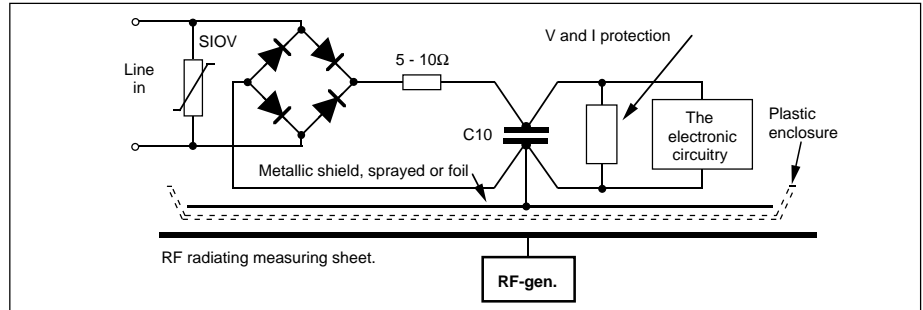 SIOV
Line
in
5 - 10Ω
V and I protection
C10
The
electronic
circuitry
Plastic
enclosure
Metallic shield, sprayed or foil
RF radiating measuring sheet.
RF-gen.